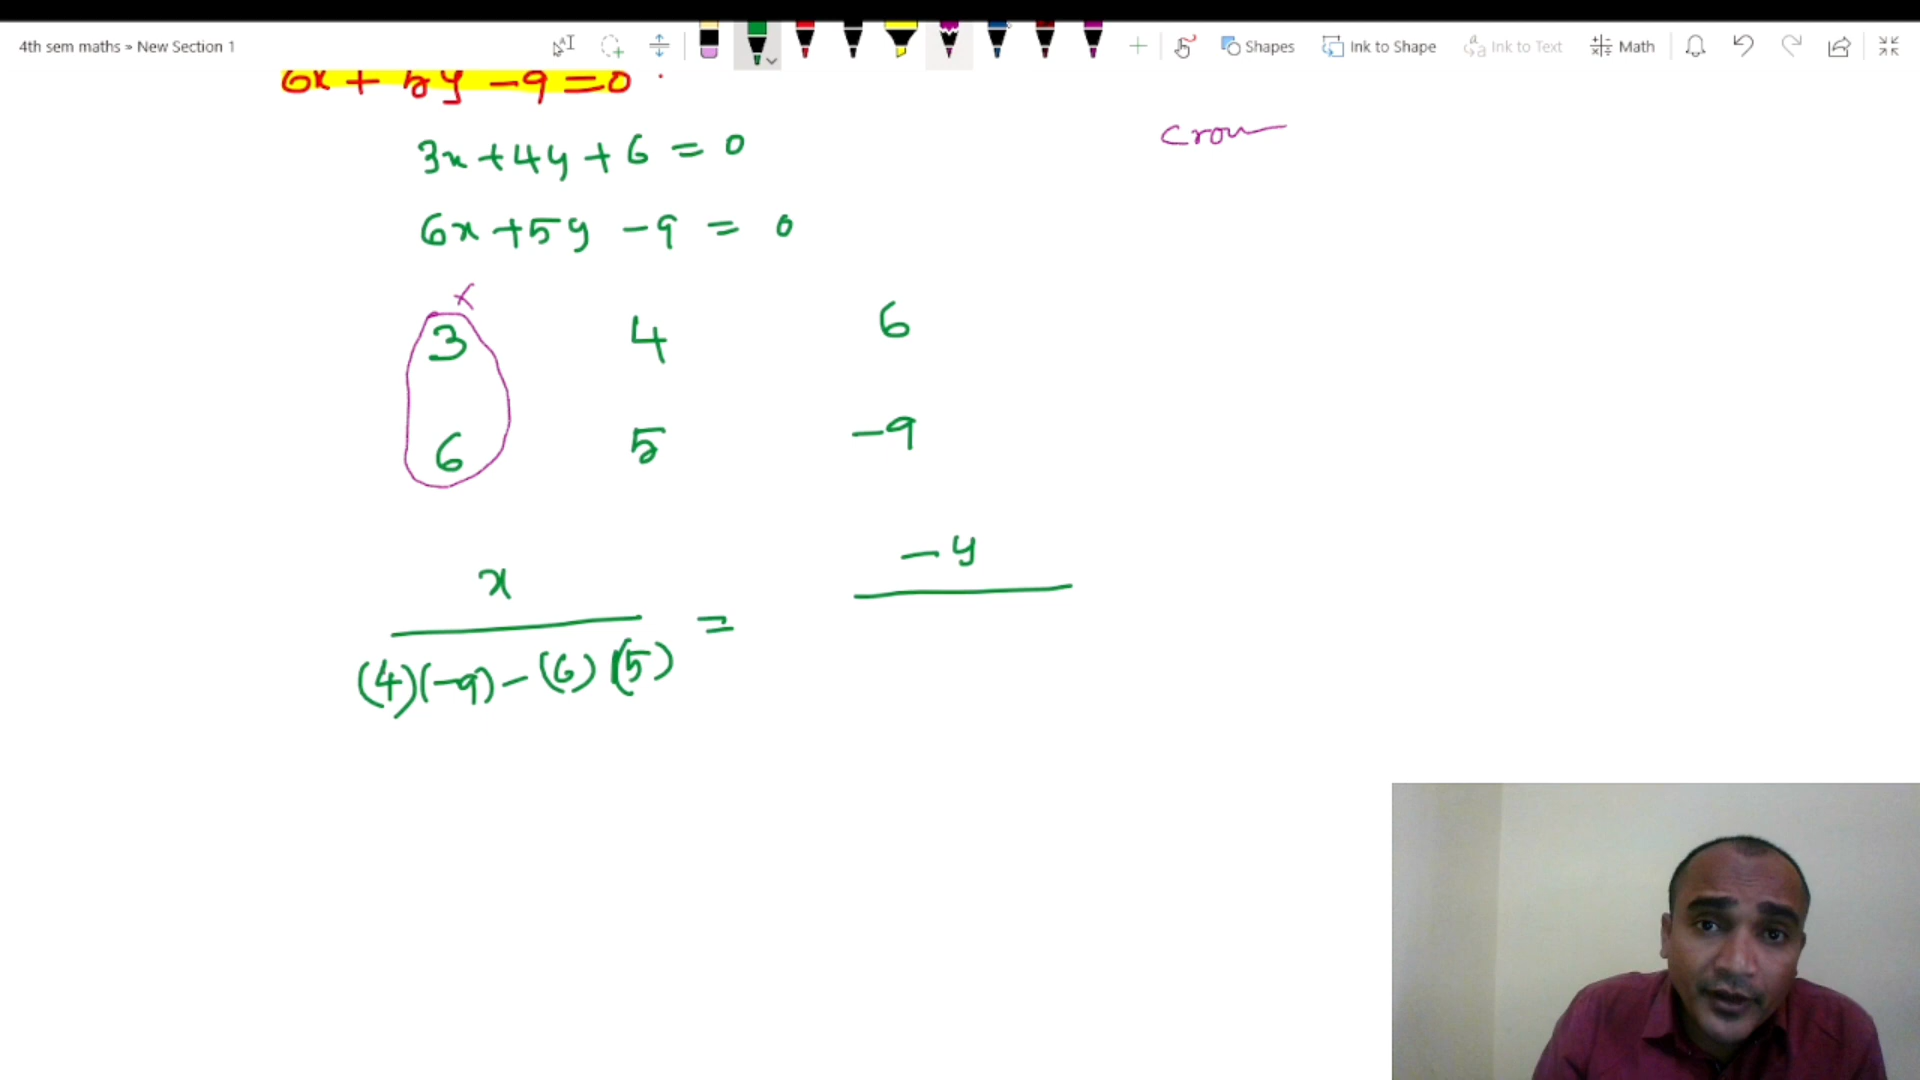 4th sem maths » New Section 1
Shapes
Ink to Shape
Ink to Text
Math
6x + 5y - 9 = 0
3x + 4y + 6 = 0
6x + 5y - 9 = 0
x
3 4 6
6 5 -9
x
(4)(-9) - (6)(5)
=
-y